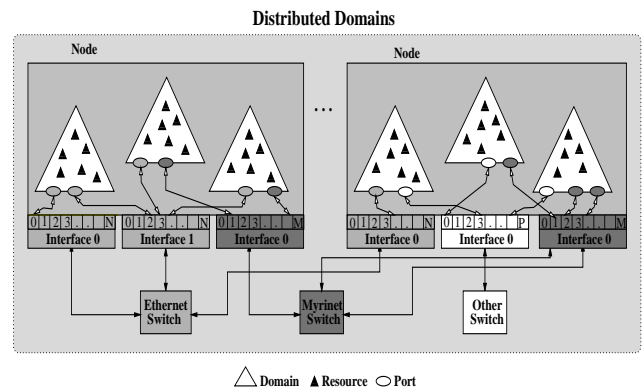 Distributed Domains
Node
Node
...
0 1 2 3 . . . N
0 1 2 3 . . . N
0 1 2 3 . . . M
0 1 2 3 . . . N
0 1 2 3 . . . P
0 1 2 3 . . . M
Interface 0
Interface 1
Interface 0
Interface 0
Interface 0
Interface 0
Ethernet
Switch
Myrinet
Switch
Other
Switch
Domain Resource Port